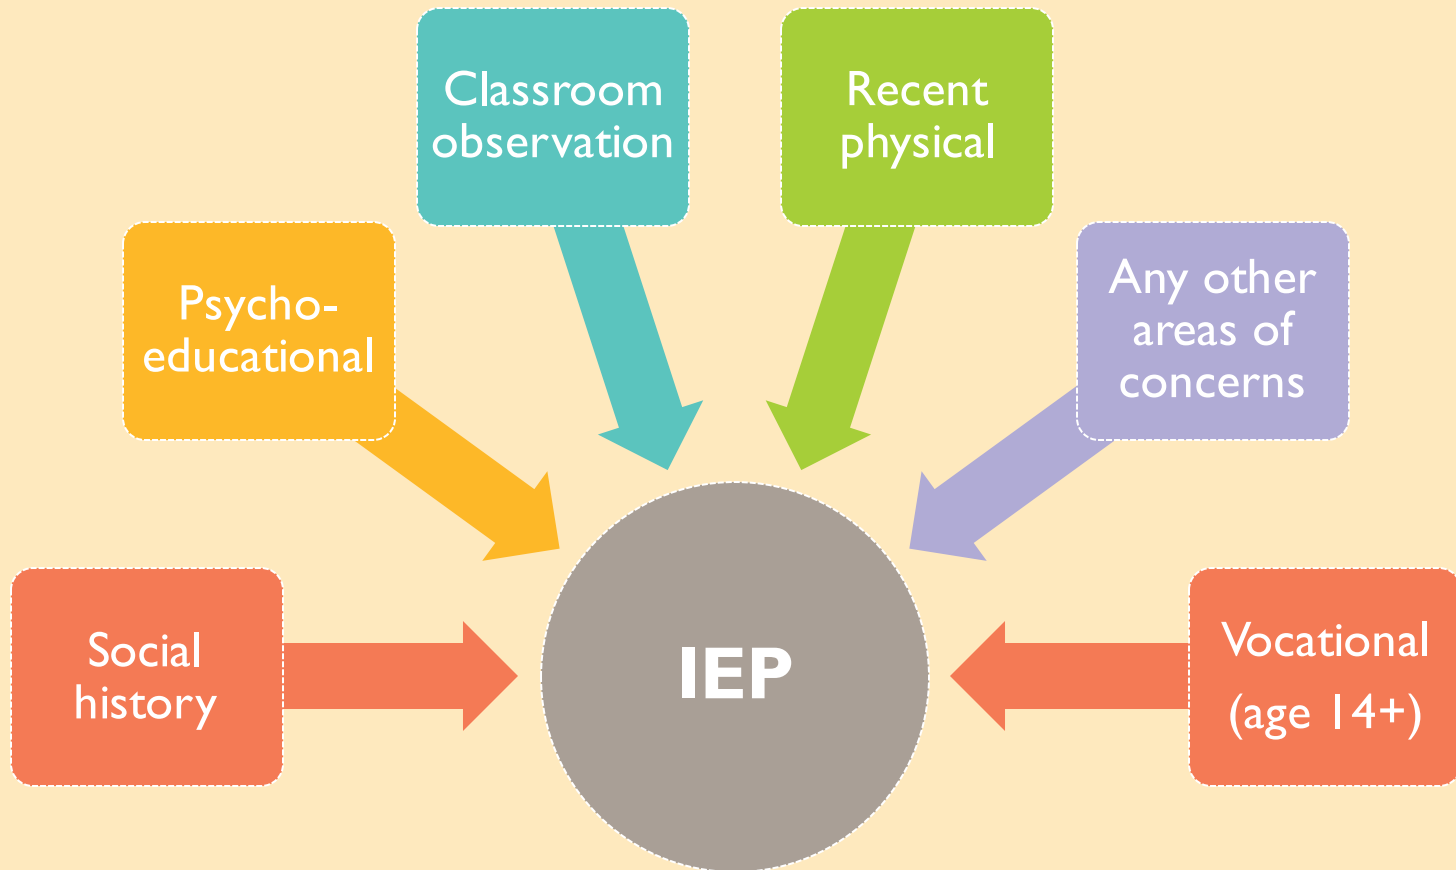 Classroom
observation
Recent
physical
Psycho-
educational
Any other
areas of
concerns
Social
history
IEP
Vocational
(age 14+)